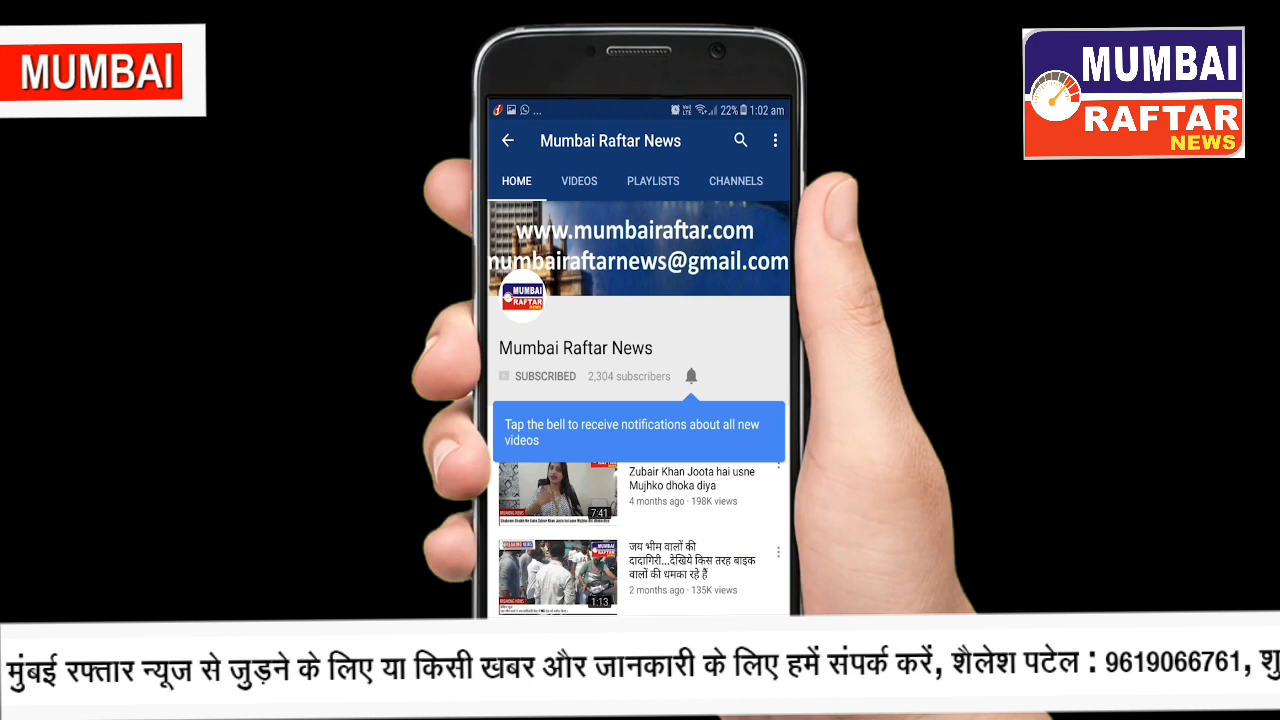 MUMBAI
MUMBAI
RAFTAR
NEWS
22% 1:02 am
Mumbai Raftar News
HOME VIDEOS PLAYLISTS CHANNELS
www.mumbairaftar.com
mumbairaftarnews@gmail.com
MUMBAI
RAFTAR
NEWS
Mumbai Raftar News
SUBSCRIBED 2,304 subscribers
Tap the bell to receive notifications about all new
videos
Zubair Khan Joota hai usne
Mujhko dhoka diya
4 months ago · 198K views
7:41
जय भीम वालों की
दादागिरी...देखिये किस तरह बाइक
वालों की धमका रहे हैं
2 months ago · 135K views
1:13
मुंबई रफ्तार न्यूज से जुड़ने के लिए या किसी खबर और जानकारी के लिए हमें संपर्क करें, शैलेश पटेल : 9619066761, शु